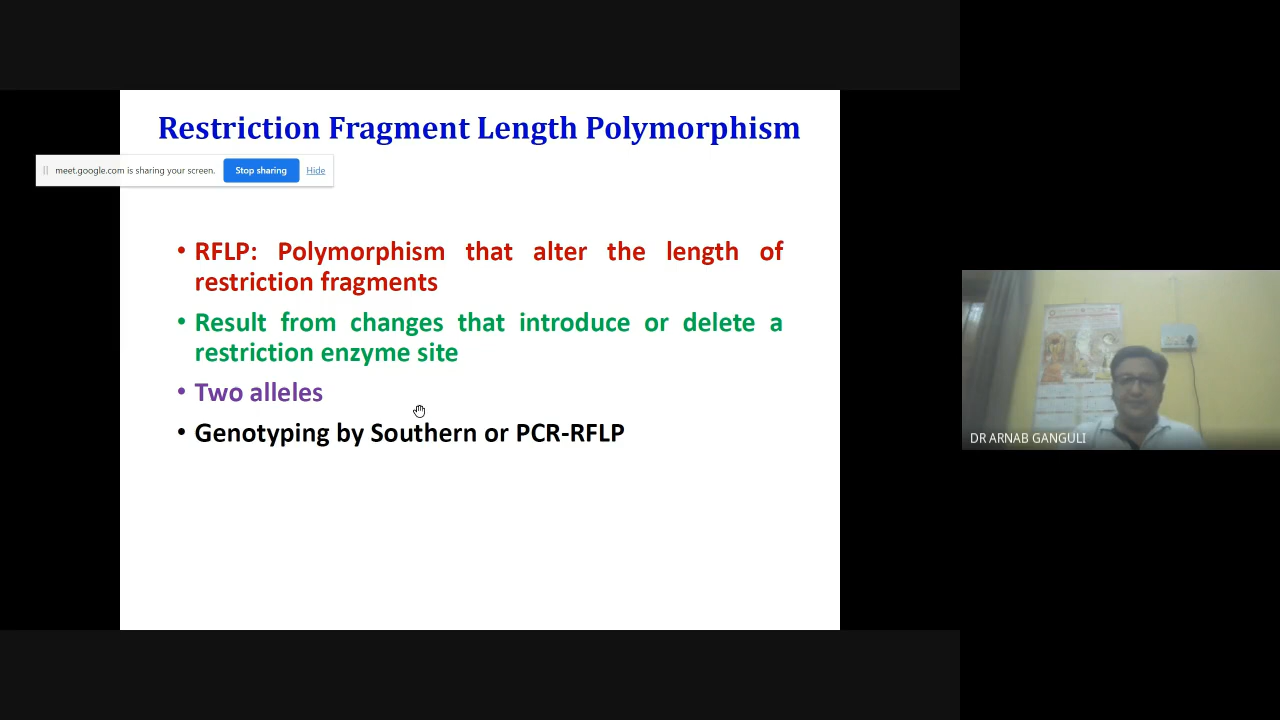 Restriction Fragment Length Polymorphism
meet.google.com is sharing your screen. Stop sharing Hide
• RFLP: Polymorphism that alter the length of
restriction fragments
• Result from changes that introduce or delete a
restriction enzyme site
• Two alleles
• Genotyping by Southern or PCR-RFLP
DR ARNAB GANGULI